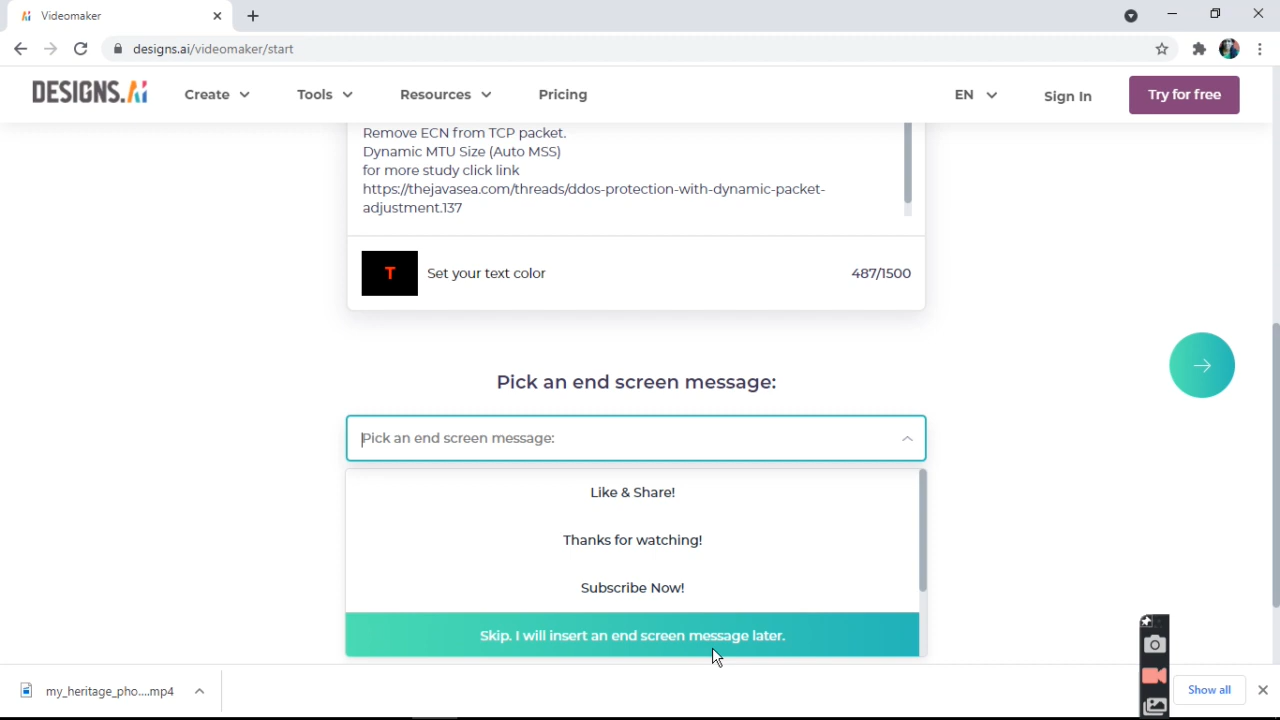 Videomaker
designs.ai/videomaker/start
DESIGNS.Ai Create Tools Resources Pricing EN Sign In Try for free
Remove ECN from TCP packet.
Dynamic MTU Size (Auto MSS)
for more study click link
https://thejavasea.com/threads/ddos-protection-with-dynamic-packet-
adjustment.137
T Set your text color 487/1500
Pick an end screen message:
Pick an end screen message:
Like & Share!
Thanks for watching!
Subscribe Now!
Skip. I will insert an end screen message later.
my_heritage_pho....mp4 Show all